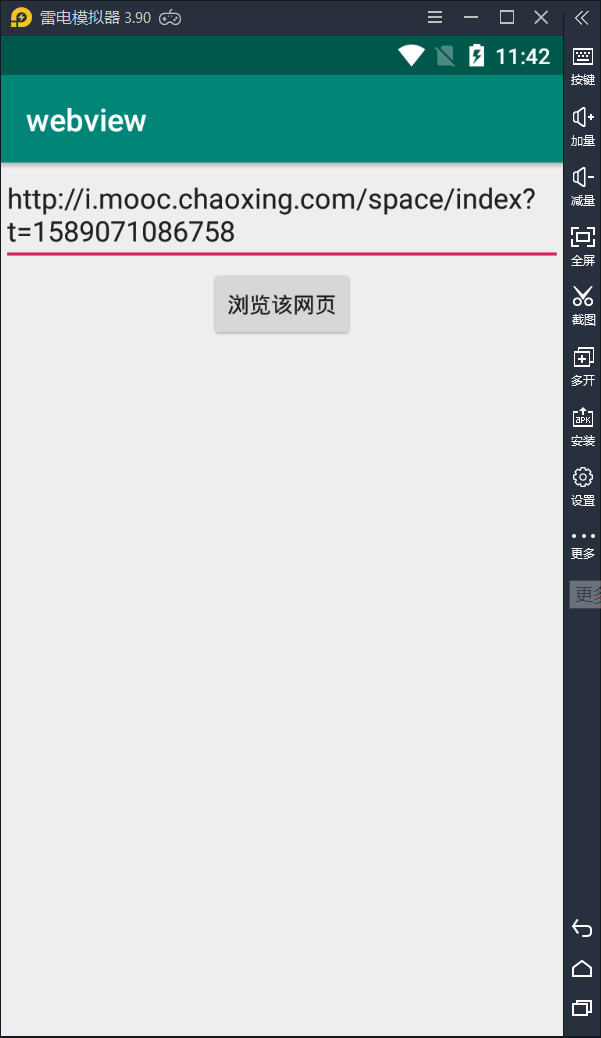 雷电模拟器 3.90
11:42
webview
http://i.mooc.chaoxing.com/space/index?
t=1589071086758
浏览该网页
按键
加量
减量
全屏
截图
多开
APK
安装
设置
更多
更多